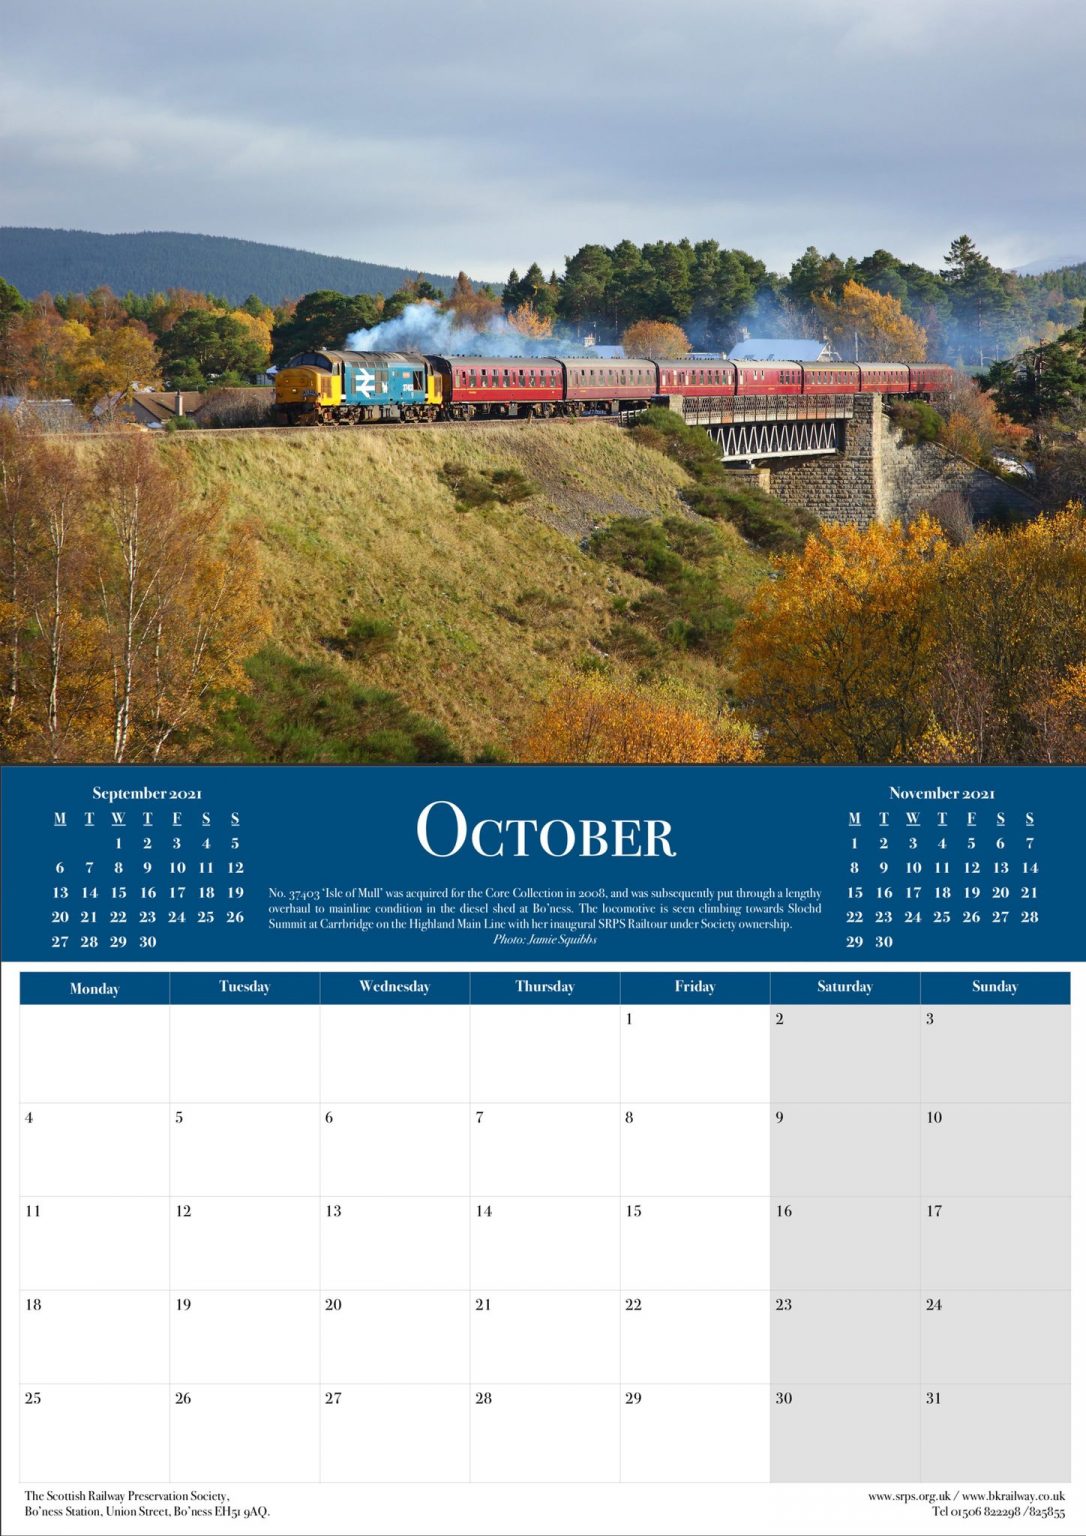 September 2021
M T W T F S S
1 2 3 4 5
6 7 8 9 10 11 12
13 14 15 16 17 18 19
20 21 22 23 24 25 26
27 28 29 30
OCTOBER
No. 37403 'Isle of Mull' was acquired for the Core Collection in 2008, and was subsequently put through a lengthy
overhaul to mainline condition in the diesel shed at Bo'ness. The locomotive is seen climbing towards Slochd
Summit at Carrbridge on the Highland Main Line with her inaugural SRPS Railtour under Society ownership.
Photo: Jamie Squibbs
November 2021
M T W T F S S
1 2 3 4 5 6 7
8 9 10 11 12 13 14
15 16 17 18 19 20 21
22 23 24 25 26 27 28
29 30
Monday Tuesday Wednesday Thursday Friday Saturday Sunday
1 2 3
4 5 6 7 8 9 10
11 12 13 14 15 16 17
18 19 20 21 22 23 24
25 26 27 28 29 30 31
The Scottish Railway Preservation Society,
Bo'ness Station, Union Street, Bo'ness EH51 9AQ.
www.srps.org.uk / www.bkrailway.co.uk
Tel 01506 822298 /825855